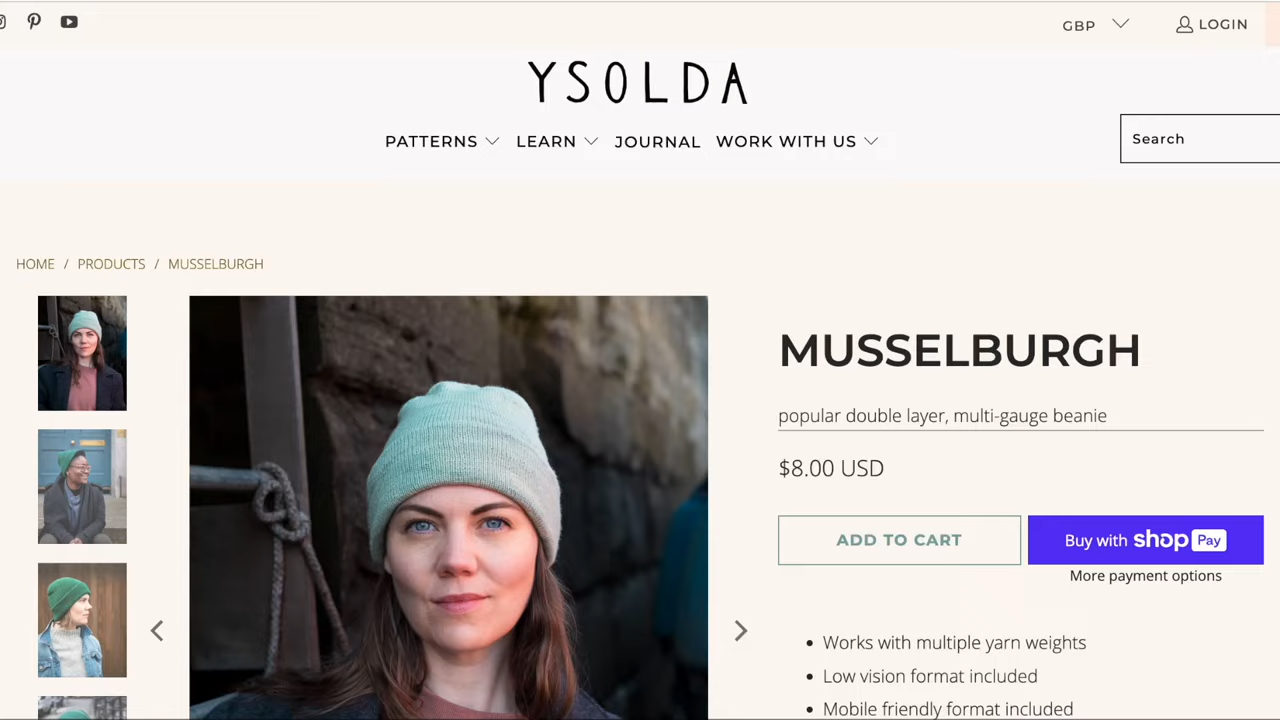 GBP
LOGIN
YSOLDA
PATTERNS LEARN JOURNAL WORK WITH US
Search
HOME / PRODUCTS / MUSSELBURGH
MUSSELBURGH
popular double layer, multi-gauge beanie
$8.00 USD
ADD TO CART
Buy with shop Pay
More payment options
• Works with multiple yarn weights
• Low vision format included
• Mobile friendly format included